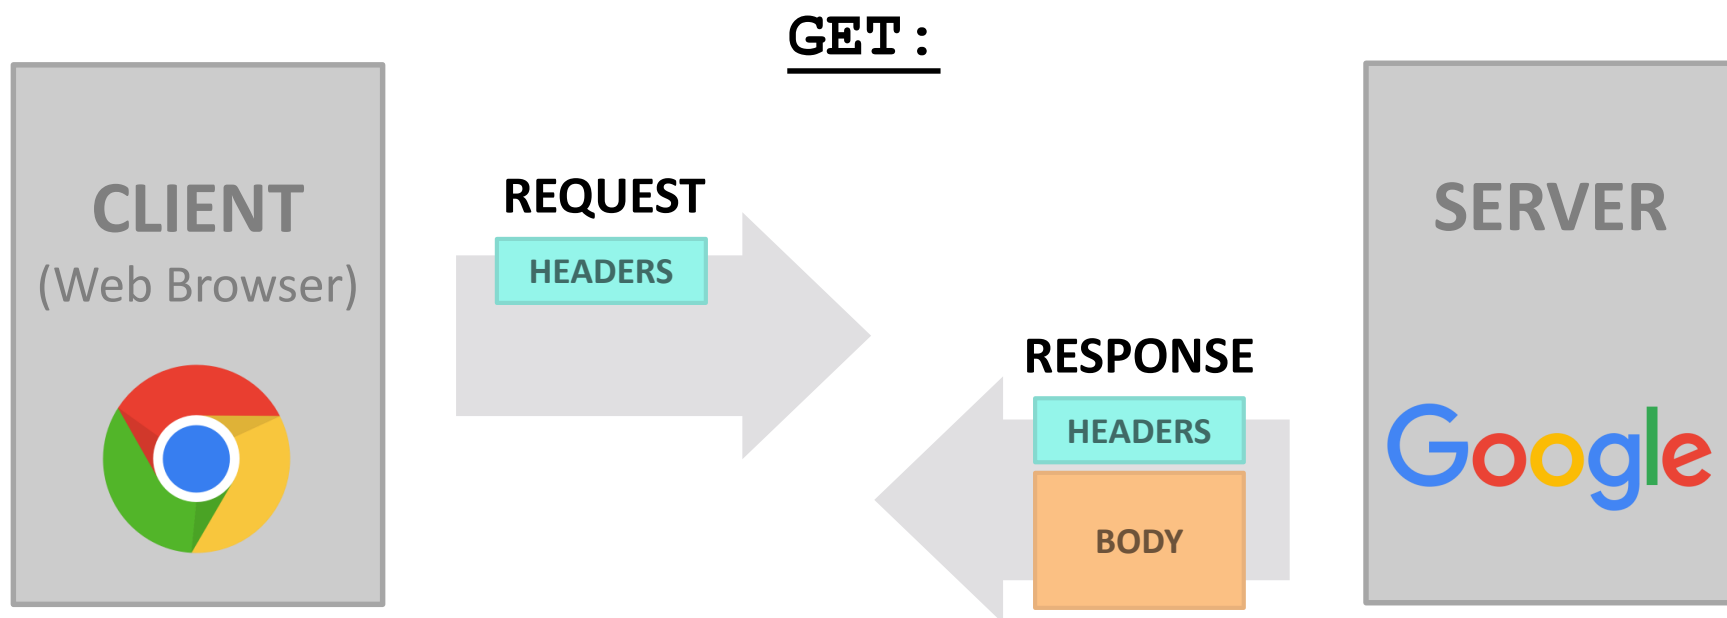 GET:
CLIENT
(Web Browser)
REQUEST
HEADERS
RESPONSE
HEADERS
BODY
SERVER
Google